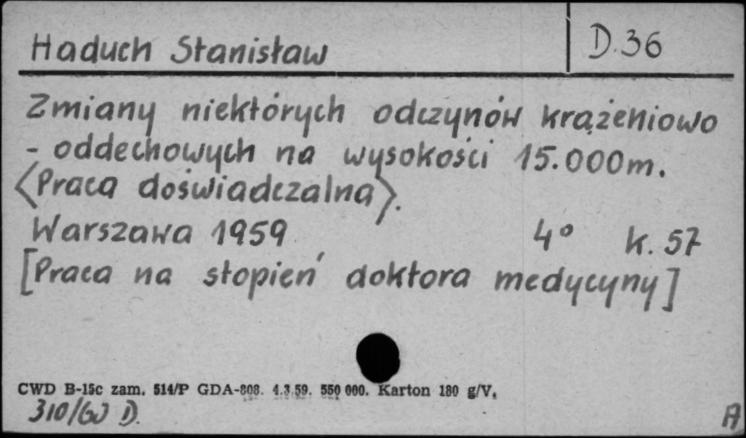 Haduch Stanisław D.36
Zmiany niektórych odczynów krążeniowo
- oddechowych na wysokości 15.000m.
<Praca doświadczalna>.
Warszawa 1959 4° k. 57
[Praca na stopień doktora medycyny]
CWD B-15c zam. 514/P GDA-808. 4.3.59. 550 000. Karton 180 g/V.
310/60 D. A